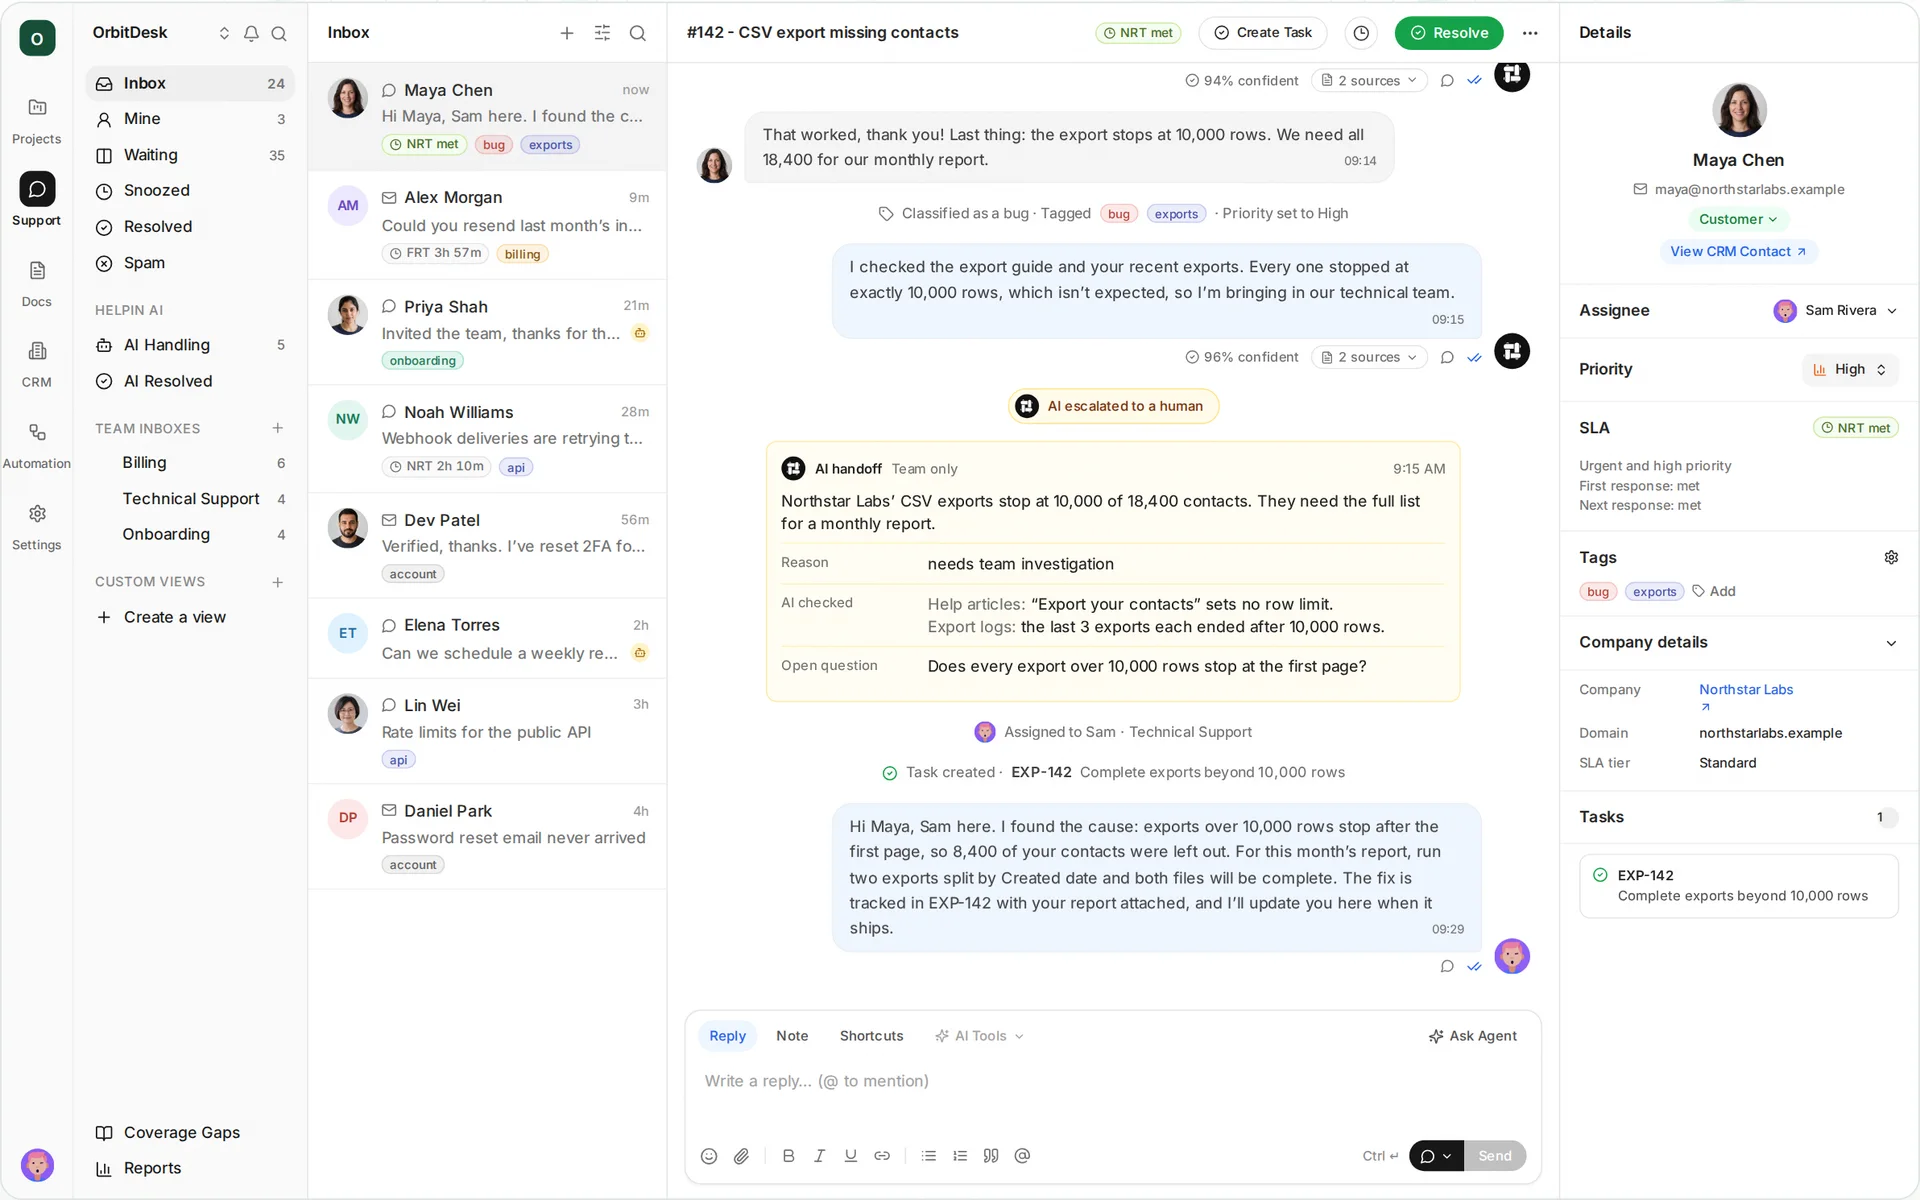 O
Projects
Support
Docs
CRM
Automation
Settings
OrbitDesk
Inbox 24
Mine 3
Waiting 35
Snoozed
Resolved
Spam
HELPIN AI
AI Handling 5
AI Resolved
TEAM INBOXES
Billing 6
Technical Support 4
Onboarding 4
CUSTOM VIEWS
Create a view
Coverage Gaps
Reports
Inbox
Maya Chen now
Hi Maya, Sam here. I found the c...
NRT met bug exports
AM
Alex Morgan 9m
Could you resend last month’s in...
FRT 3h 57m billing
Priya Shah 21m
Invited the team, thanks for th...
onboarding
NW
Noah Williams 28m
Webhook deliveries are retrying t...
NRT 2h 10m api
Dev Patel 56m
Verified, thanks. I’ve reset 2FA fo...
account
ET
Elena Torres 2h
Can we schedule a weekly re...
Lin Wei 3h
Rate limits for the public API
api
DP
Daniel Park 4h
Password reset email never arrived
account
#142 - CSV export missing contacts
NRT met
Create Task
Resolve
94% confident 2 sources
That worked, thank you! Last thing: the export stops at 10,000 rows. We need all
18,400 for our monthly report. 09:14
Classified as a bug · Tagged bug exports · Priority set to High
I checked the export guide and your recent exports. Every one stopped at
exactly 10,000 rows, which isn’t expected, so I’m bringing in our technical team.
09:15
96% confident 2 sources
AI escalated to a human
AI handoff Team only 9:15 AM
Northstar Labs’ CSV exports stop at 10,000 of 18,400 contacts. They need the full list
for a monthly report.
Reason needs team investigation
AI checked Help articles: “Export your contacts” sets no row limit.
Export logs: the last 3 exports each ended after 10,000 rows.
Open question Does every export over 10,000 rows stop at the first page?
Assigned to Sam · Technical Support
Task created · EXP-142 Complete exports beyond 10,000 rows
Hi Maya, Sam here. I found the cause: exports over 10,000 rows stop after the
first page, so 8,400 of your contacts were left out. For this month’s report, run
two exports split by Created date and both files will be complete. The fix is
tracked in EXP-142 with your report attached, and I’ll update you here when it
ships. 09:29
Reply Note Shortcuts AI Tools Ask Agent
Write a reply... (@ to mention)
Ctrl ↵ Send
Details
Maya Chen
maya@northstarlabs.example
Customer
View CRM Contact ↗
Assignee Sam Rivera
Priority High
SLA NRT met
Urgent and high priority
First response: met
Next response: met
Tags
bug exports Add
Company details
Company Northstar Labs
↗
Domain northstarlabs.example
SLA tier Standard
Tasks 1
EXP-142
Complete exports beyond 10,000 rows